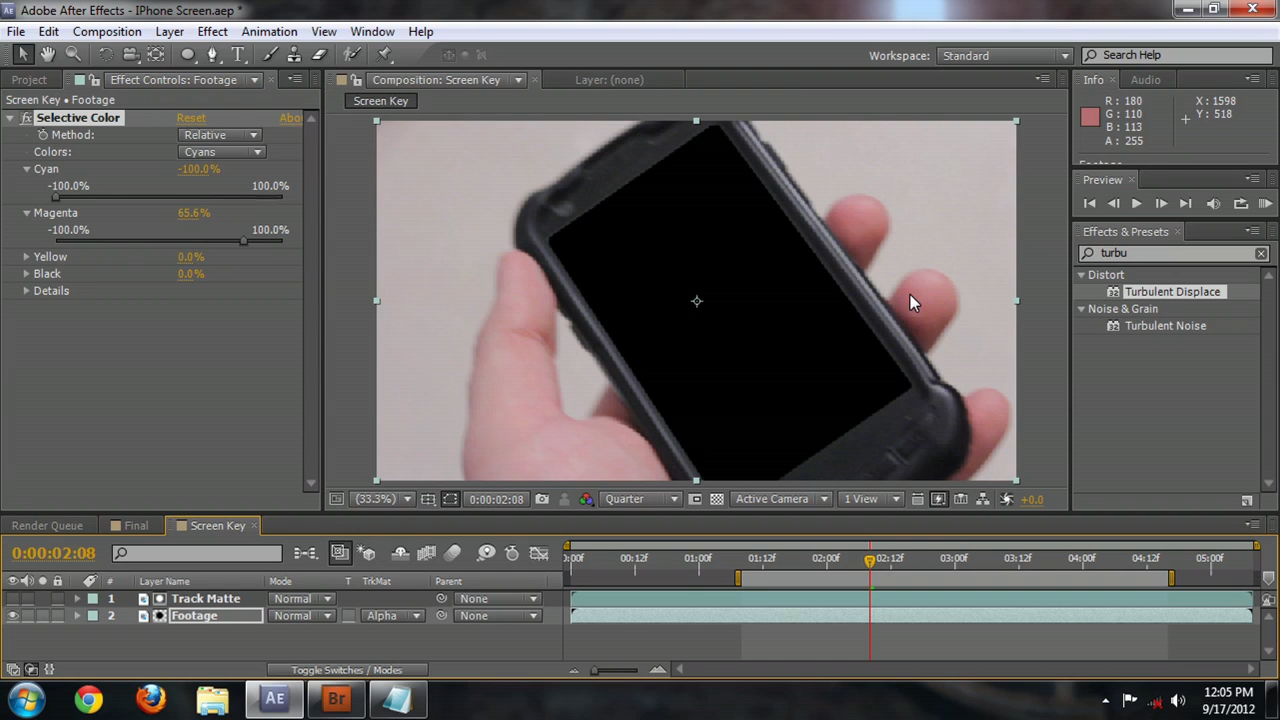 Adobe After Effects - IPhone Screen.aep *
File Edit Composition Layer Effect Animation View Window Help
Workspace: Standard Search Help
Project Effect Controls: Footage Composition: Screen Key Layer: (none) Info Audio
Screen Key • Footage Screen Key
R: 180 X: 1598
G: 110 Y: 518
B: 113
A: 255
fx Selective Color Reset Abou
Method: Relative
Colors: Cyans
Cyan -100.0%
-100.0% 100.0%
Magenta 65.6%
-100.0% 100.0%
Yellow 0.0%
Black 0.0%
Details
Preview
Effects & Presets
turbu
Distort
32 Turbulent Displace
Noise & Grain
32 Turbulent Noise
(33.3%) 0:00:02:08 Quarter Active Camera 1 View +0.0
Render Queue Final Screen Key
0:00:02:08
:00f 00:12f 01:00f 01:12f 02:00f 02:12f 03:00f 03:12f 04:00f 04:12f 05:00f
# Layer Name Mode T TrkMat Parent
1 Track Matte Normal None
2 Footage Normal Alpha None
Toggle Switches / Modes
AE Br
12:05 PM
9/17/2012